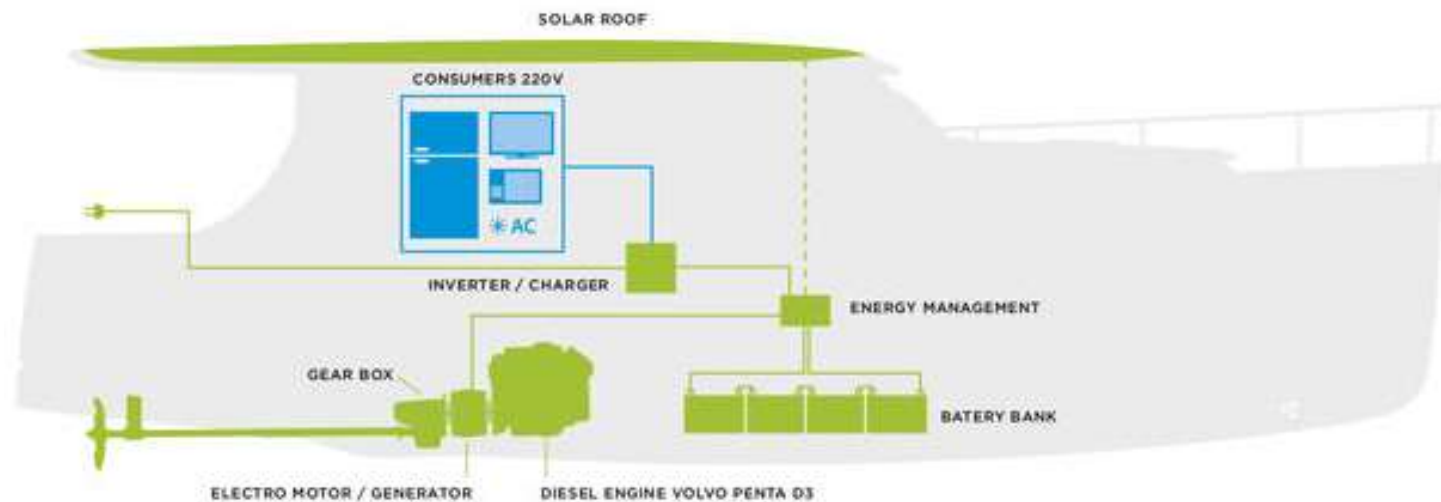 SOLAR ROOF
CONSUMERS 220V
AC
INVERTER / CHARGER
ENERGY MANAGEMENT
GEAR BOX
BATERY BANK
ELECTRO MOTOR / GENERATOR
DIESEL ENGINE VOLVO PENTA D3